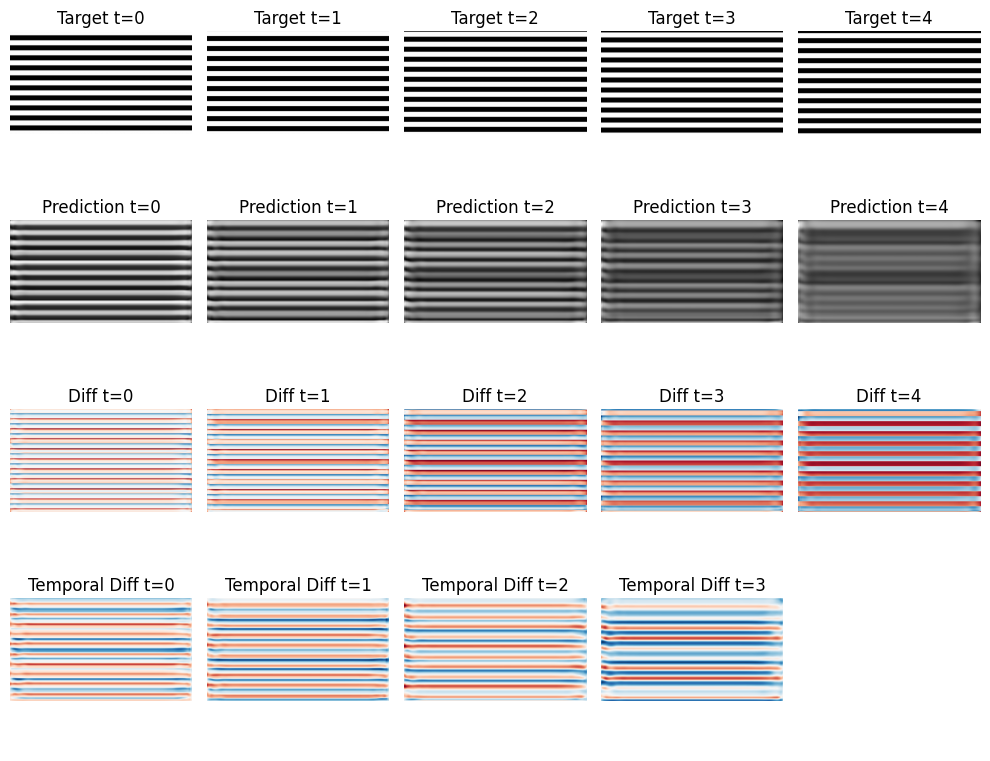 Target t=0 Target t=1 Target t=2 Target t=3 Target t=4
Prediction t=0 Prediction t=1 Prediction t=2 Prediction t=3 Prediction t=4
Diff t=0 Diff t=1 Diff t=2 Diff t=3 Diff t=4
Temporal Diff t=0 Temporal Diff t=1 Temporal Diff t=2 Temporal Diff t=3